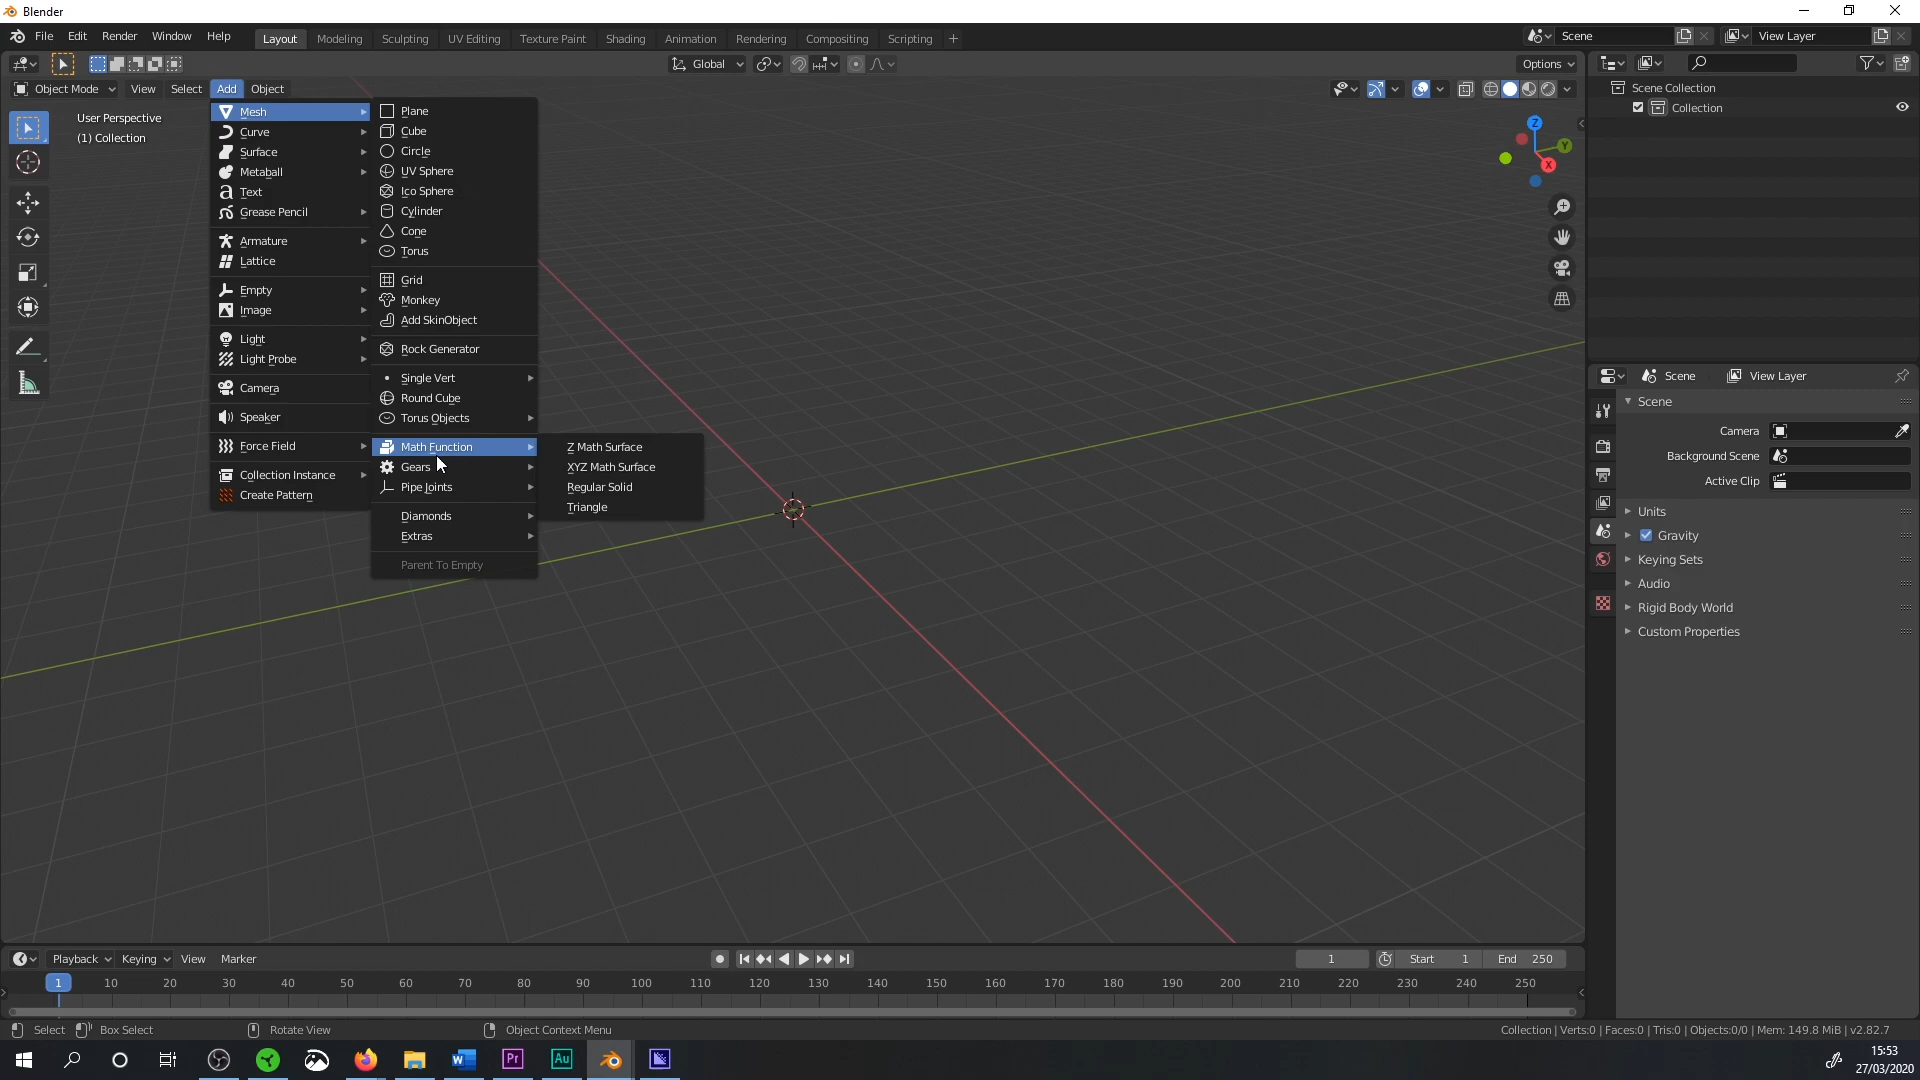 Blender
File Edit Render Window Help
Layout Modeling Sculpting UV Editing Texture Paint Shading Animation Rendering Compositing Scripting +
Scene
View Layer
Global
Options
Object Mode View Select Add Object
User Perspective
(1) Collection
Mesh
Curve
Surface
Metaball
Text
Grease Pencil
Armature
Lattice
Empty
Image
Light
Light Probe
Camera
Speaker
Force Field
Collection Instance
Create Pattern
Plane
Cube
Circle
UV Sphere
Ico Sphere
Cylinder
Cone
Torus
Grid
Monkey
Add SkinObject
Rock Generator
Single Vert
Round Cube
Torus Objects
Math Function
Gears
Pipe Joints
Diamonds
Extras
Parent To Empty
Z Math Surface
XYZ Math Surface
Regular Solid
Triangle
Z
Y
X
Scene Collection
Collection
Scene View Layer
Scene
Camera
Background Scene
Active Clip
Units
Gravity
Keying Sets
Audio
Rigid Body World
Custom Properties
Playback Keying View Marker
1 Start 1 End 250
1 10 20 30 40 50 60 70 80 90 100 110 120 130 140 150 160 170 180 190 200 210 220 230 240 250
Select Box Select Rotate View Object Context Menu
Collection | Verts:0 | Faces:0 | Tris:0 | Objects:0/0 | Mem: 149.8 MiB | v2.82.7
W Pr Au
15:53
27/03/2020